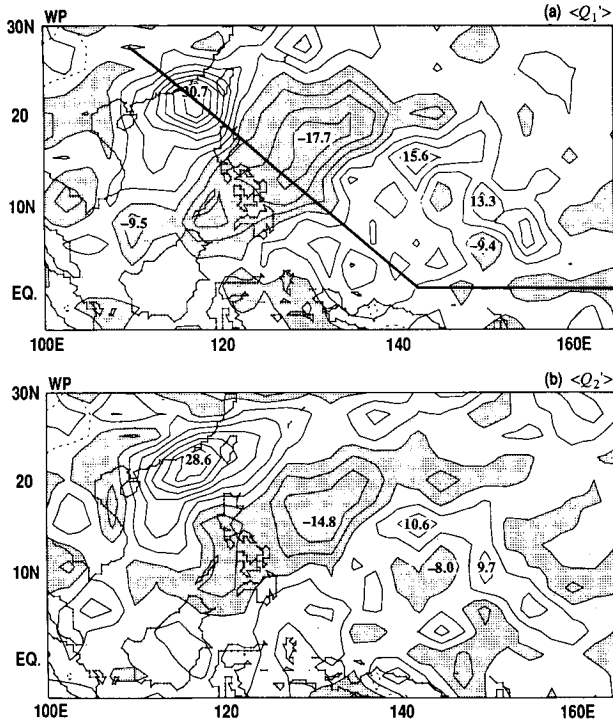 WP (a) <Q₁'>
30N
20
10N
EQ.
30.7
-17.7
15.6
13.3
-9.5
-9.4
100E 120 140 160E
WP (b) <Q₂'>
30N
20
10N
EQ.
28.6
-14.8
10.6
-8.0 9.7
100E 120 140 160E